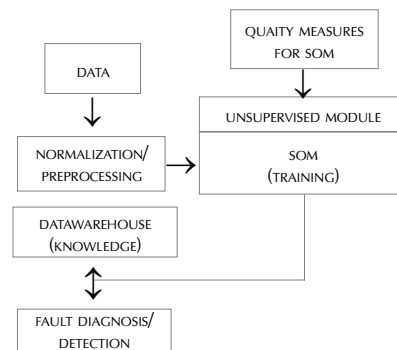 QUAITY MEASURES
FOR SOM
DATA
UNSUPERVISED MODULE
NORMALIZATION/
PREPROCESSING
SOM
(TRAINING)
DATAWAREHOUSE
(KNOWLEDGE)
FAULT DIAGNOSIS/
DETECTION